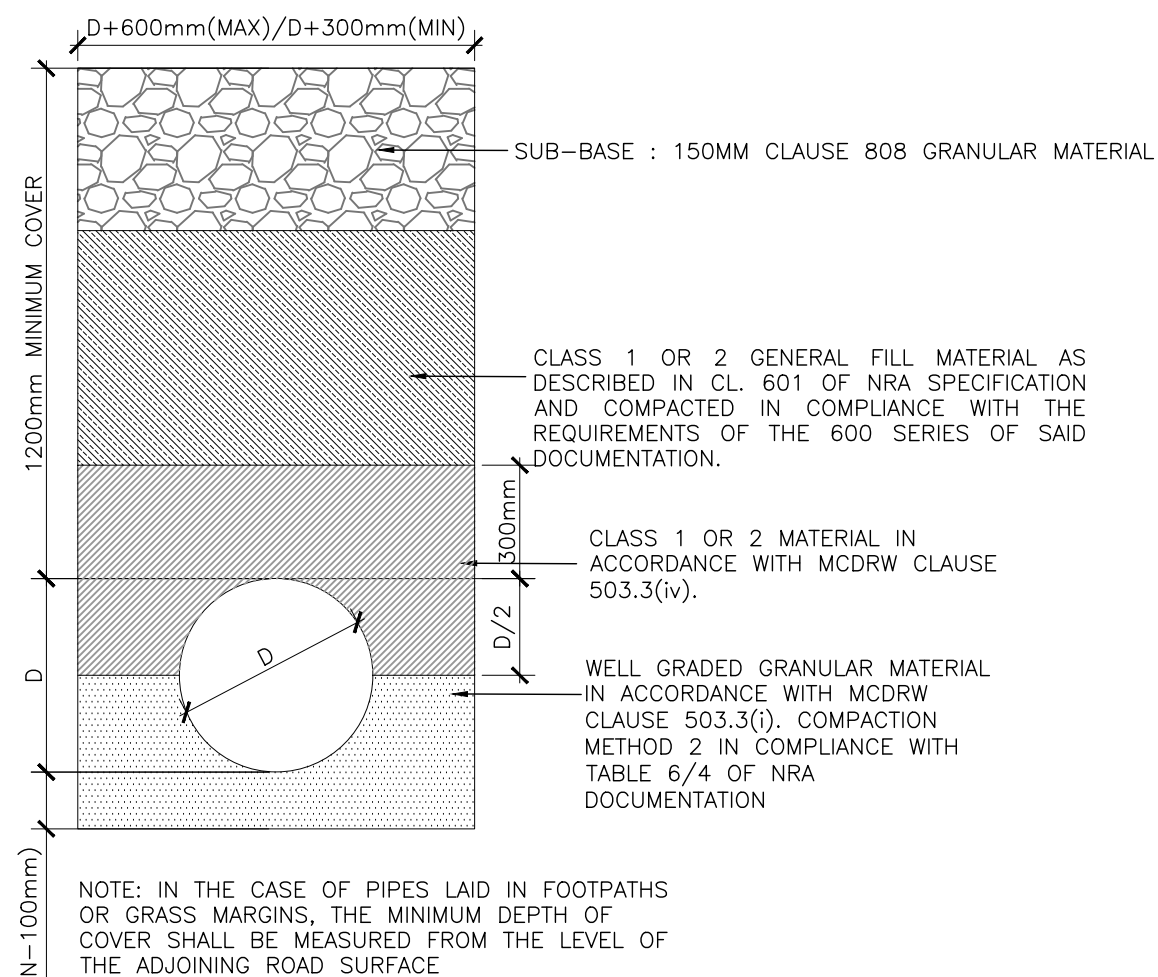 D+600mm(MAX)/D+300mm(MIN)
SUB-BASE : 150MM CLAUSE 808 GRANULAR MATERIAL
1200mm MINIMUM COVER
CLASS 1 OR 2 GENERAL FILL MATERIAL AS
DESCRIBED IN CL. 601 OF NRA SPECIFICATION
AND COMPACTED IN COMPLIANCE WITH THE
REQUIREMENTS OF THE 600 SERIES OF SAID
DOCUMENTATION.
300mm
CLASS 1 OR 2 MATERIAL IN
ACCORDANCE WITH MCDRW CLAUSE
503.3(iv).
D/2
D
D
WELL GRADED GRANULAR MATERIAL
IN ACCORDANCE WITH MCDRW
CLAUSE 503.3(i). COMPACTION
METHOD 2 IN COMPLIANCE WITH
TABLE 6/4 OF NRA
DOCUMENTATION
N-100mm)
NOTE: IN THE CASE OF PIPES LAID IN FOOTPATHS
OR GRASS MARGINS, THE MINIMUM DEPTH OF
COVER SHALL BE MEASURED FROM THE LEVEL OF
THE ADJOINING ROAD SURFACE